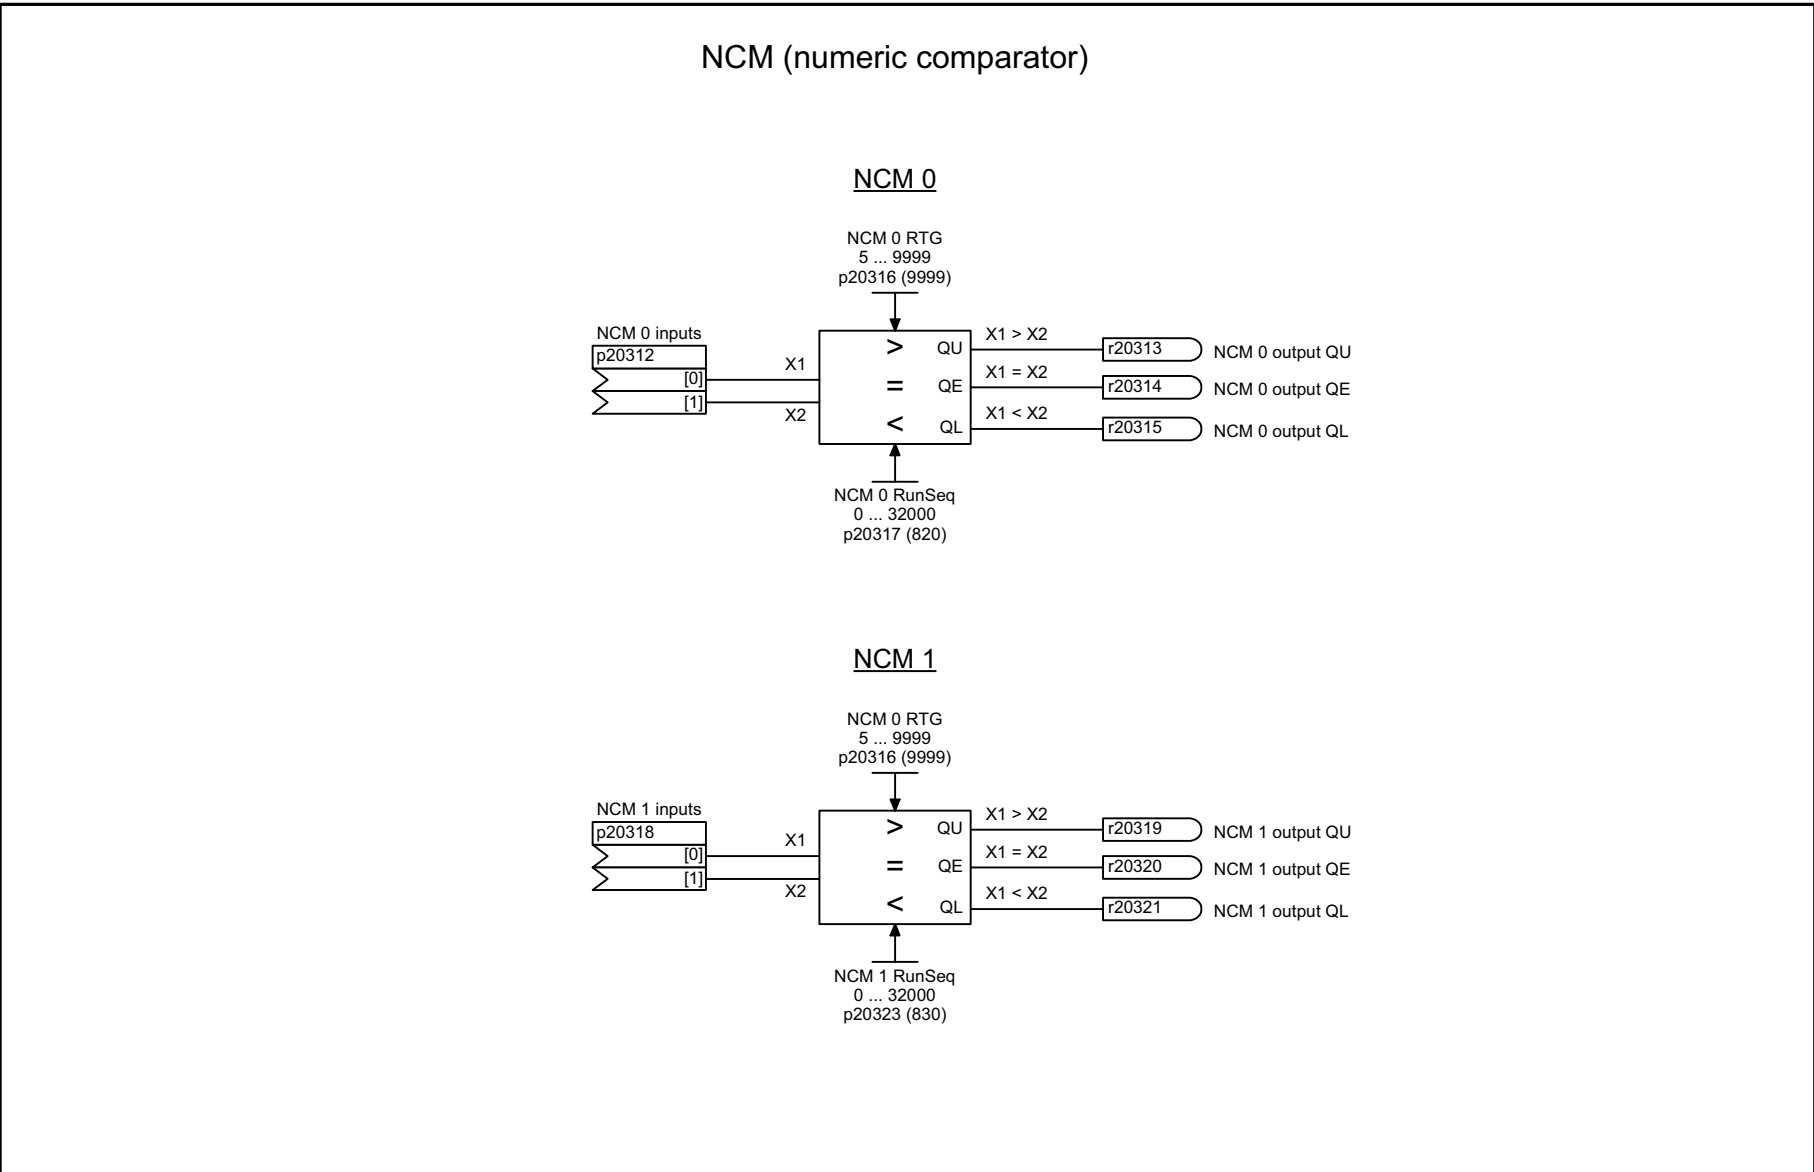 NCM (numeric comparator)
NCM 0
NCM 0 RTG
5 ... 9999
p20316 (9999)
NCM 0 inputs
p20312
[0]
[1]
X1
X2
>
=
<
QU
QE
QL
X1 > X2
X1 = X2
X1 < X2
r20313
NCM 0 output QU
r20314
NCM 0 output QE
r20315
NCM 0 output QL
NCM 0 RunSeq
0 ... 32000
p20317 (820)
NCM 1
NCM 0 RTG
5 ... 9999
p20316 (9999)
NCM 1 inputs
p20318
[0]
[1]
X1
X2
>
=
<
QU
QE
QL
X1 > X2
X1 = X2
X1 < X2
r20319
NCM 1 output QU
r20320
NCM 1 output QE
r20321
NCM 1 output QL
NCM 1 RunSeq
0 ... 32000
p20323 (830)